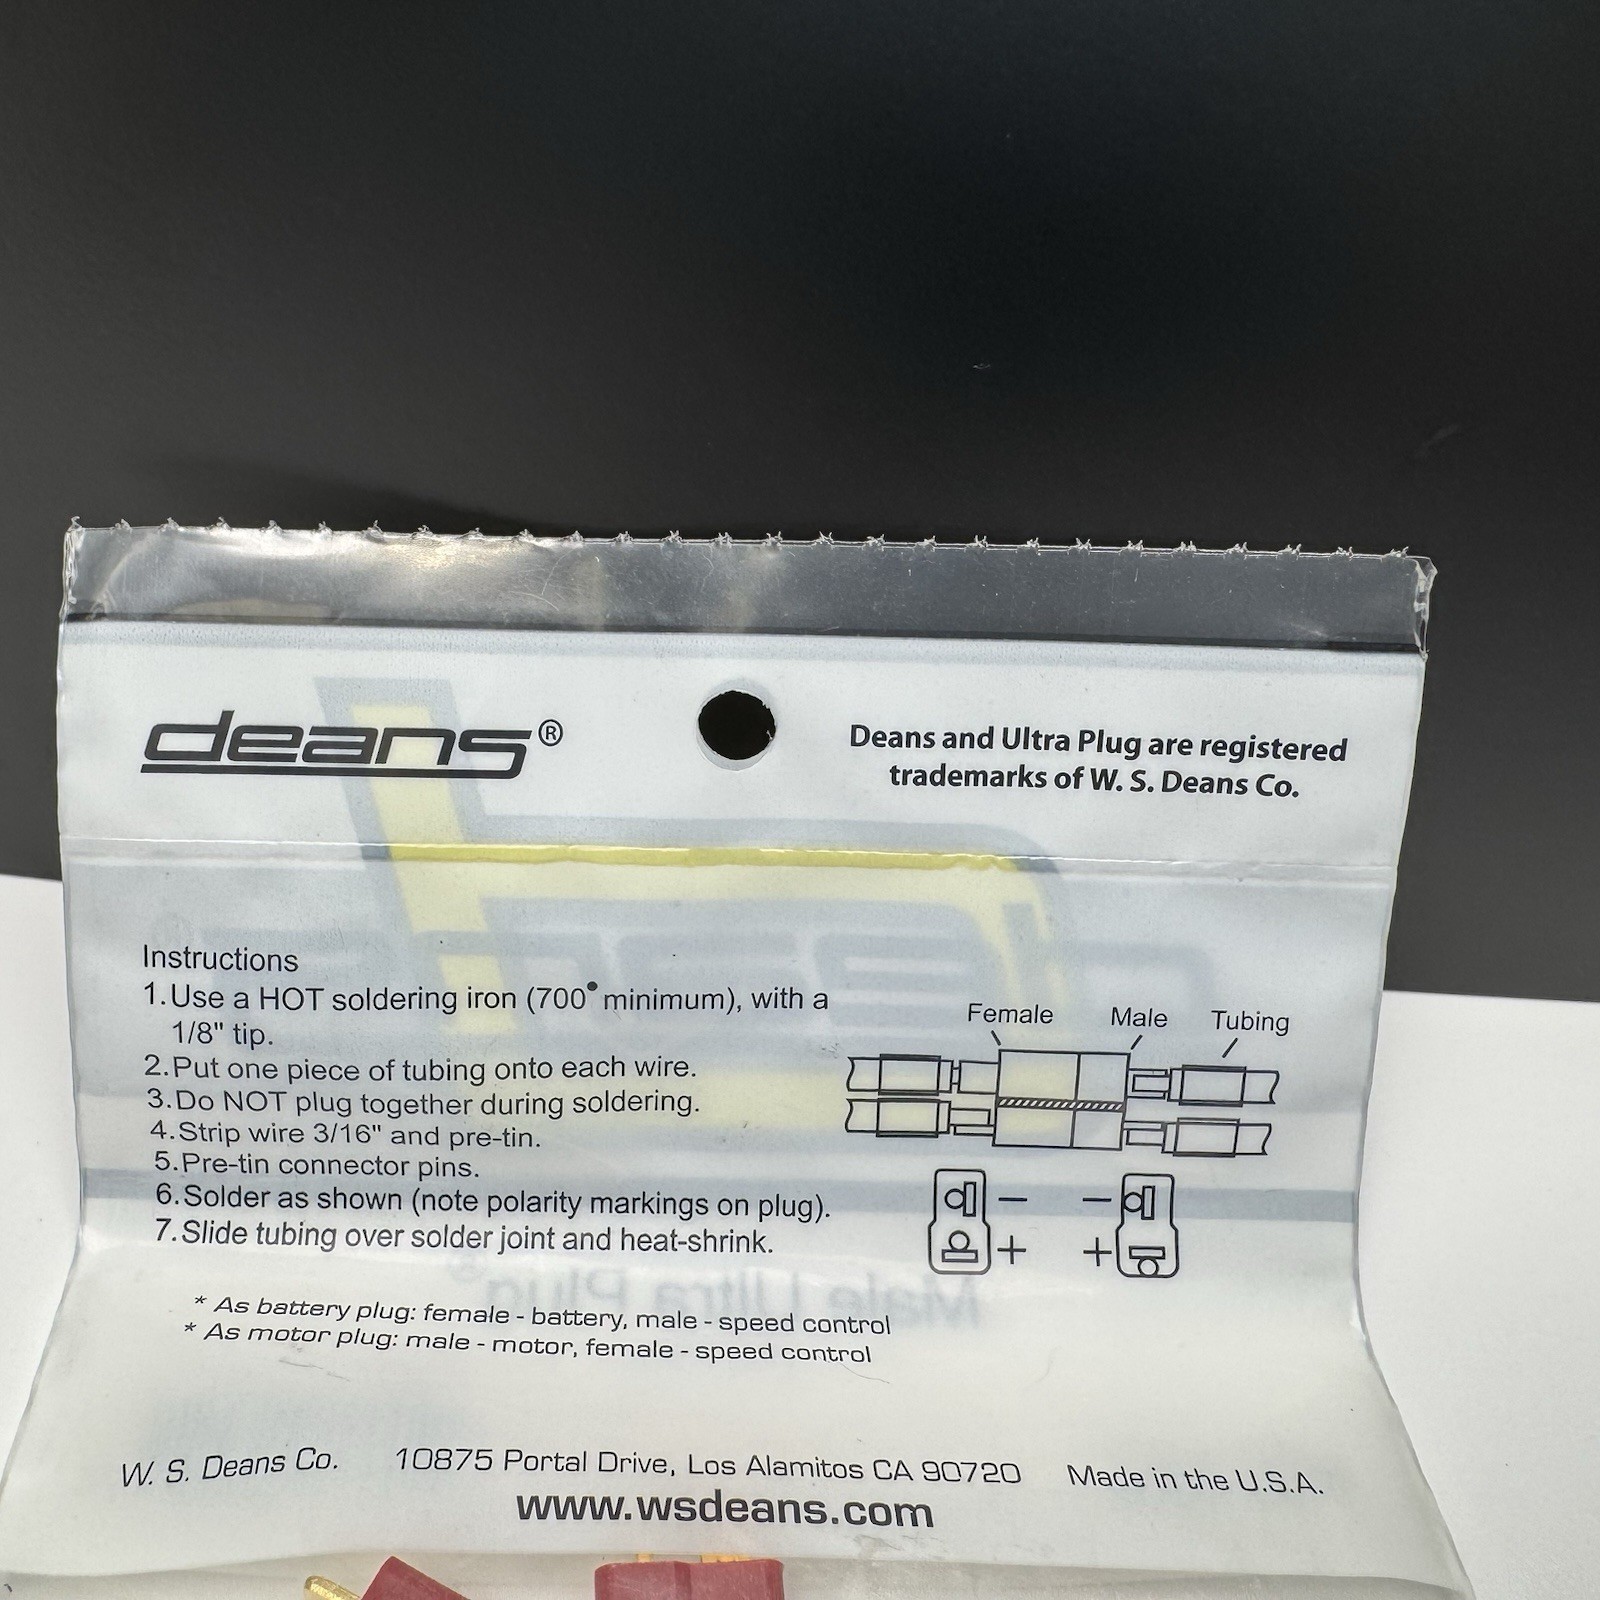 deans®
Deans and Ultra Plug are registered
trademarks of W. S. Deans Co.
Instructions
1. Use a HOT soldering iron (700° minimum), with a
1/8" tip.
2. Put one piece of tubing onto each wire.
3. Do NOT plug together during soldering.
4. Strip wire 3/16" and pre-tin.
5. Pre-tin connector pins.
6. Solder as shown (note polarity markings on plug).
7. Slide tubing over solder joint and heat-shrink.
Female Male Tubing
− −
+ +
* As battery plug: female - battery, male - speed control
* As motor plug: male - motor, female - speed control
Male Ultra Plug®
W. S. Deans Co. 10875 Portal Drive, Los Alamitos CA 90720 Made in the U.S.A.
www.wsdeans.com